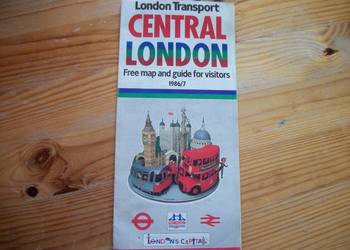 London Transport
CENTRAL
LONDON
Free map and guide for visitors
1986/7
LONDON'S CAPITAL